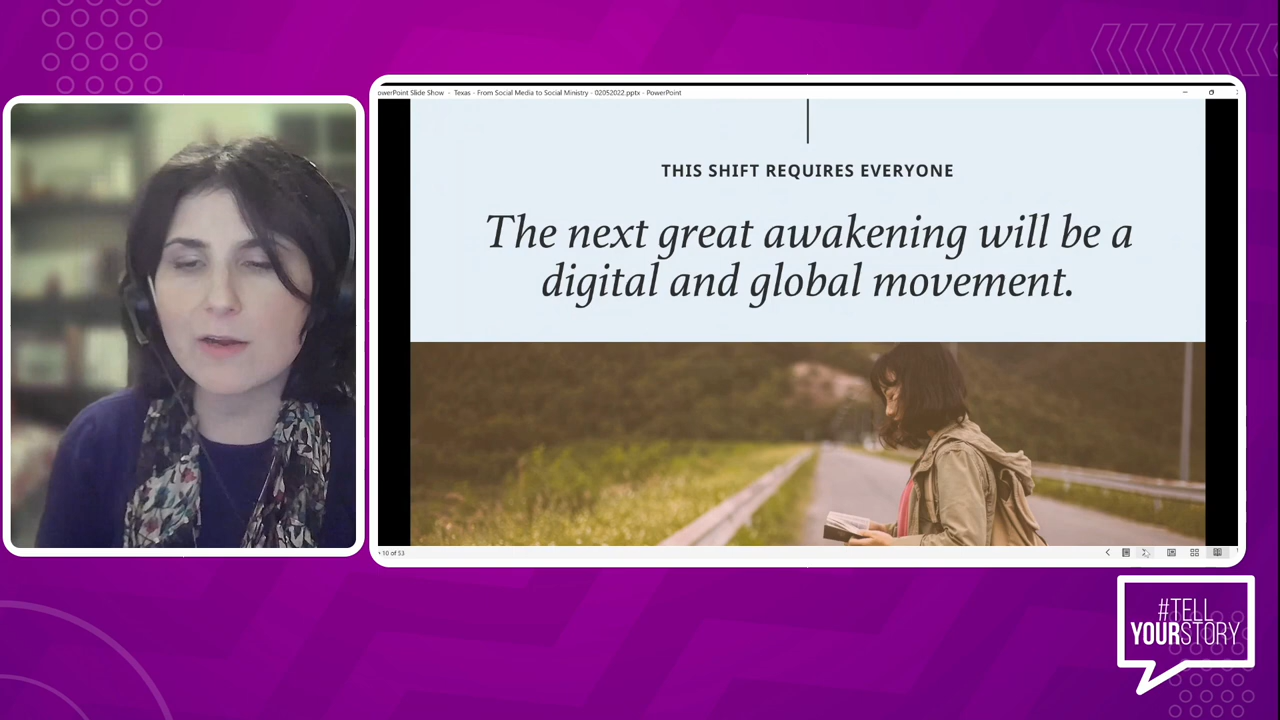 owerPoint Slide Show - Texas - From Social Media to Social Ministry - 02052022.pptx - PowerPoint
THIS SHIFT REQUIRES EVERYONE
The next great awakening will be a
digital and global movement.
10 of 53
#TELL
YOURSTORY